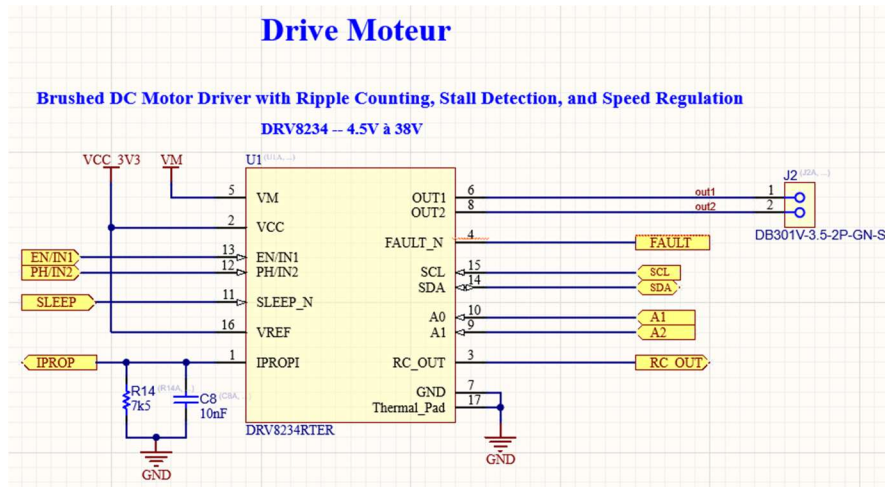 Drive Moteur
Brushed DC Motor Driver with Ripple Counting, Stall Detection, and Speed Regulation
DRV8234 -- 4.5V à 38V
VCC_3V3 VM U1 (U1A, ...) J2 (J2A, ...)
5 VM OUT1 6 out1 1
2 VCC OUT2 8 out2 2
DB301V-3.5-2P-GN-S
FAULT_N 4 FAULT
EN/IN1 13 EN/IN1
PH/IN2 12 PH/IN2 SCL 15 SCL
SDA 14 SDA
SLEEP 11 SLEEP_N
A0 10 A1
16 VREF A1 9 A2
IPROP 1 IPROPI RC_OUT 3 RC_OUT
R14 (R14A, ...) C8 (C8A, ...) GND 7
7k5 10nF Thermal_Pad 17
DRV8234RTER
GND GND